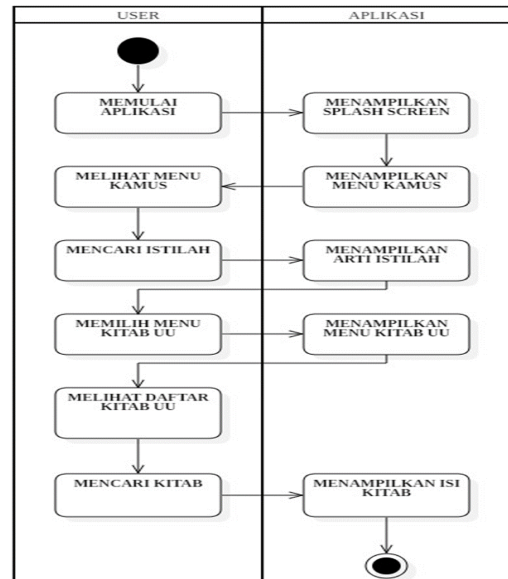 USER
APLIKASI
MEMULAI
APLIKASI
MENAMPILKAN
SPLASH SCREEN
MELIHAT MENU
KAMUS
MENAMPILKAN
MENU KAMUS
MENCARI ISTILAH
MENAMPILKAN
ARTI ISTILAH
MEMILIH MENU
KITAB UU
MENAMPILKAN
MENU KITAB UU
MELIHAT DAFTAR
KITAB UU
MENCARI KITAB
MENAMPILKAN ISI
KITAB